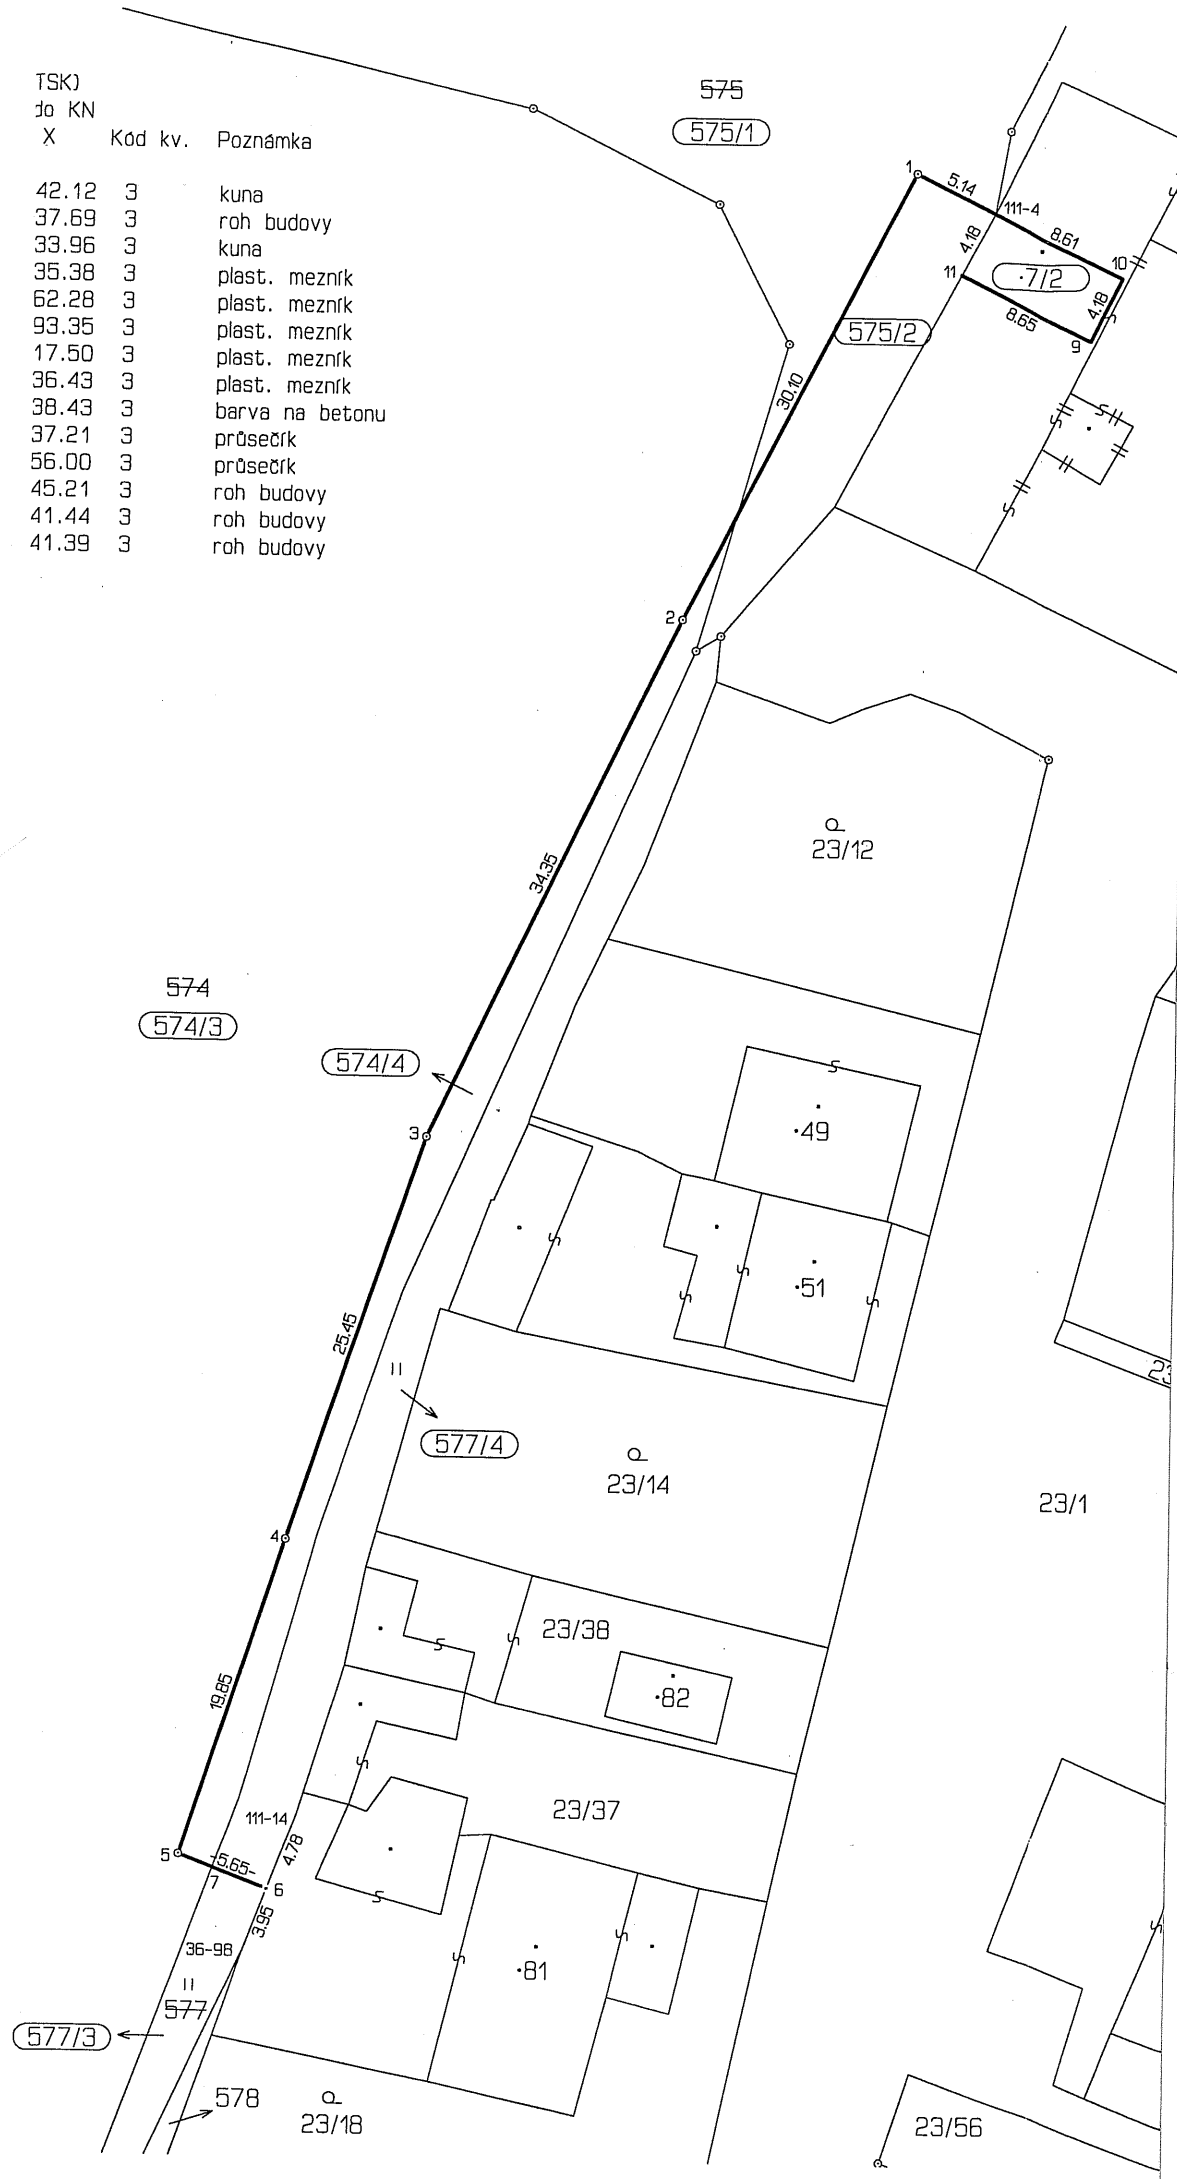 TSK)
do KN
X Kód kv. Poznámka
42.12 3 kuna
37.69 3 roh budovy
33.96 3 kuna
35.38 3 plast. mezník
62.28 3 plast. mezník
93.35 3 plast. mezník
17.50 3 plast. mezník
36.43 3 plast. mezník
38.43 3 barva na betonu
37.21 3 průsečík
56.00 3 průsečík
45.21 3 roh budovy
41.44 3 roh budovy
41.39 3 roh budovy
575
575/1
1
5.14
111-4
8.61
10
4.18
11
7/2
4.18
8.65
9
575/2
30.10
2
34.35
23/12
574
574/3
574/4
3
49
51
25.45
23
577/4
23/14
23/1
4
23/38
82
19.85
23/37
111-14
4.78
5
5.65
7
6
3.95
36-98
81
577
577/3
578
23/18
23/56